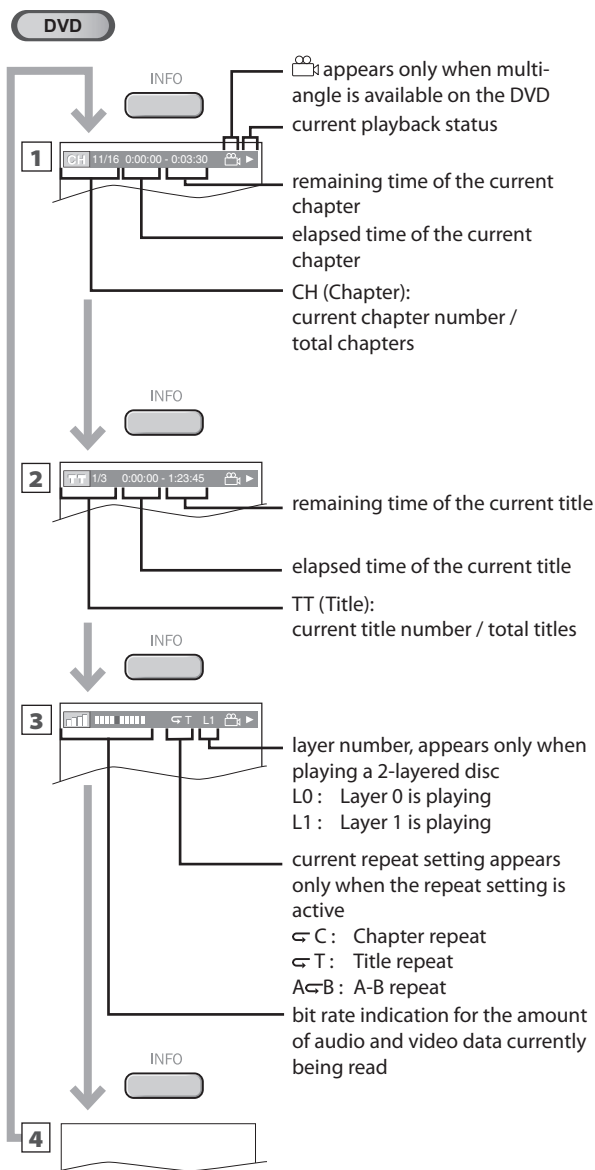 DVD
INFO
appears only when multi-
angle is available on the DVD
current playback status
1
CH 11/16 0:00:00 - 0:03:30
remaining time of the current
chapter
elapsed time of the current
chapter
CH (Chapter):
current chapter number /
total chapters
INFO
2
TT 1/3 0:00:00 - 1:23:45
remaining time of the current title
elapsed time of the current title
TT (Title):
current title number / total titles
INFO
3
T L1
layer number, appears only when
playing a 2-layered disc
L0 : Layer 0 is playing
L1 : Layer 1 is playing
current repeat setting appears
only when the repeat setting is
active
C : Chapter repeat
T : Title repeat
A B : A-B repeat
bit rate indication for the amount
of audio and video data currently
being read
INFO
4